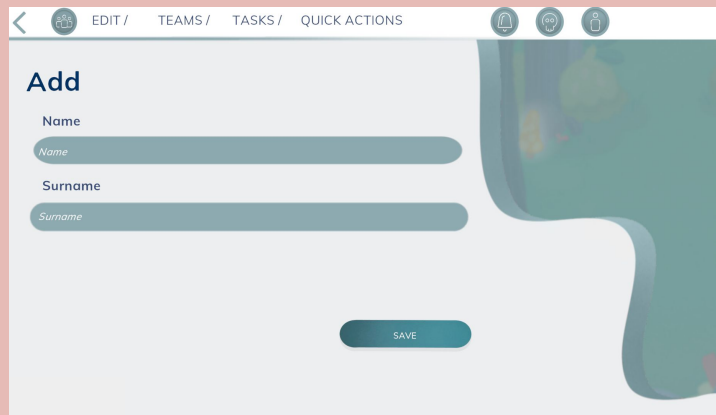 EDIT / TEAMS / TASKS / QUICK ACTIONS
Add
Name
Name
Surname
Surname
SAVE